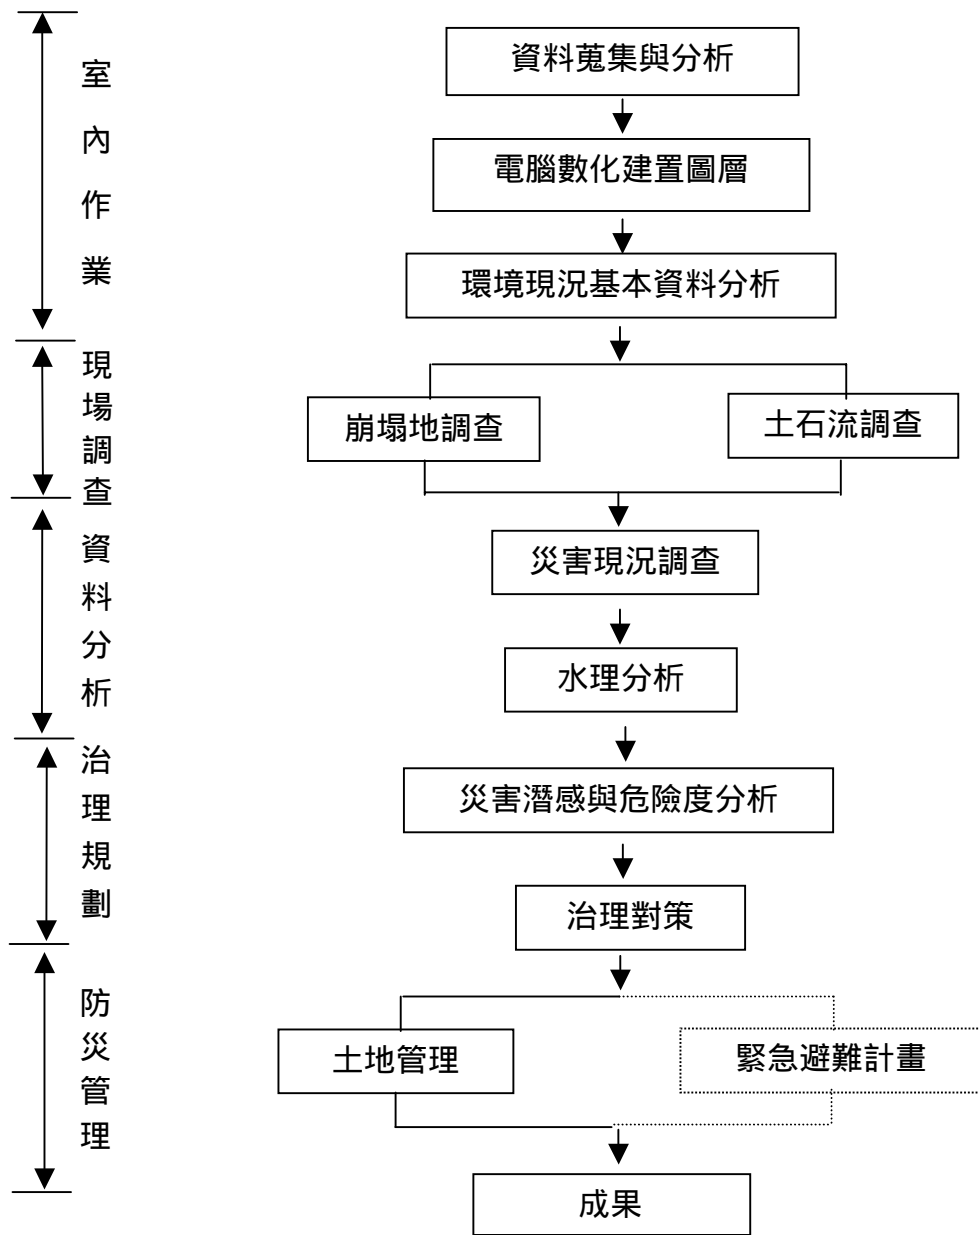 室內作業
資料蒐集與分析
電腦數化建置圖層
環境現況基本資料分析
現場調查
崩塌地調查
土石流調查
資料分析
災害現況調查
水理分析
治理規劃
災害潛感與危險度分析
治理對策
防災管理
土地管理
緊急避難計畫
成果